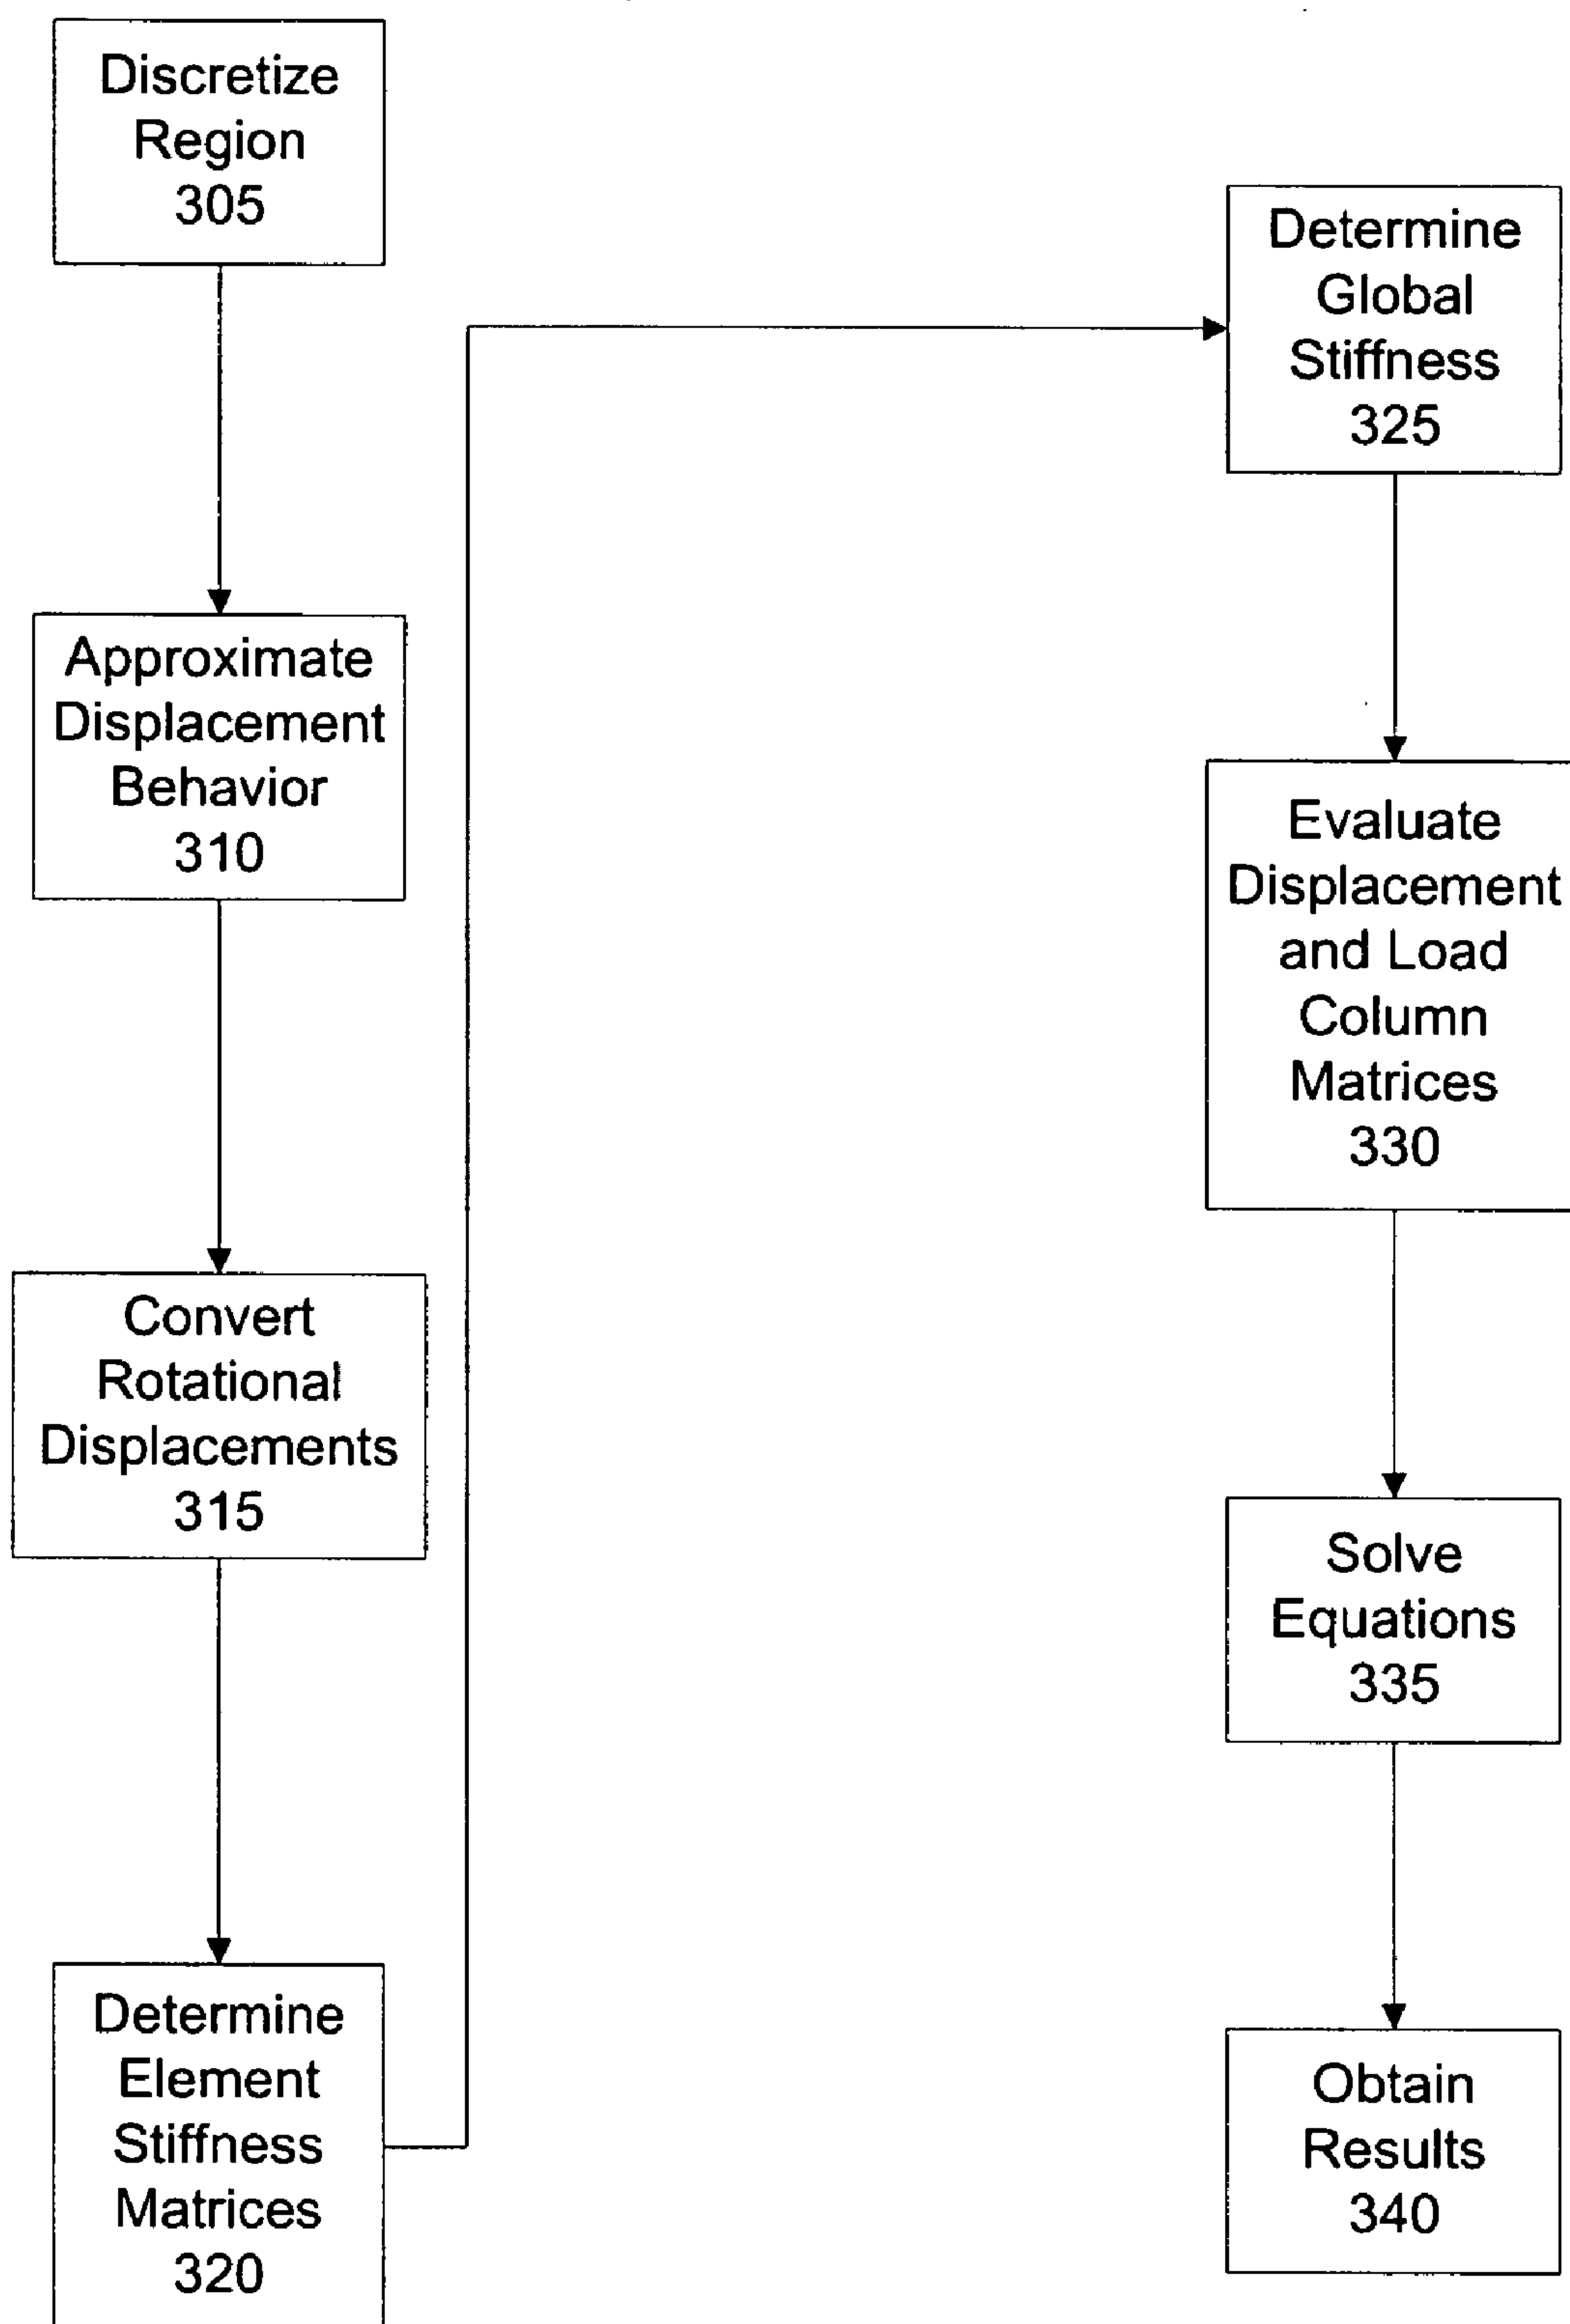 Discretize
Region
305
Approximate
Displacement
Behavior
310
Convert
Rotational
Displacements
315
Determine
Element
Stiffness
Matrices
320
Determine
Global
Stiffness
325
Evaluate
Displacement
and Load
Column
Matrices
330
Solve
Equations
335
Obtain
Results
340